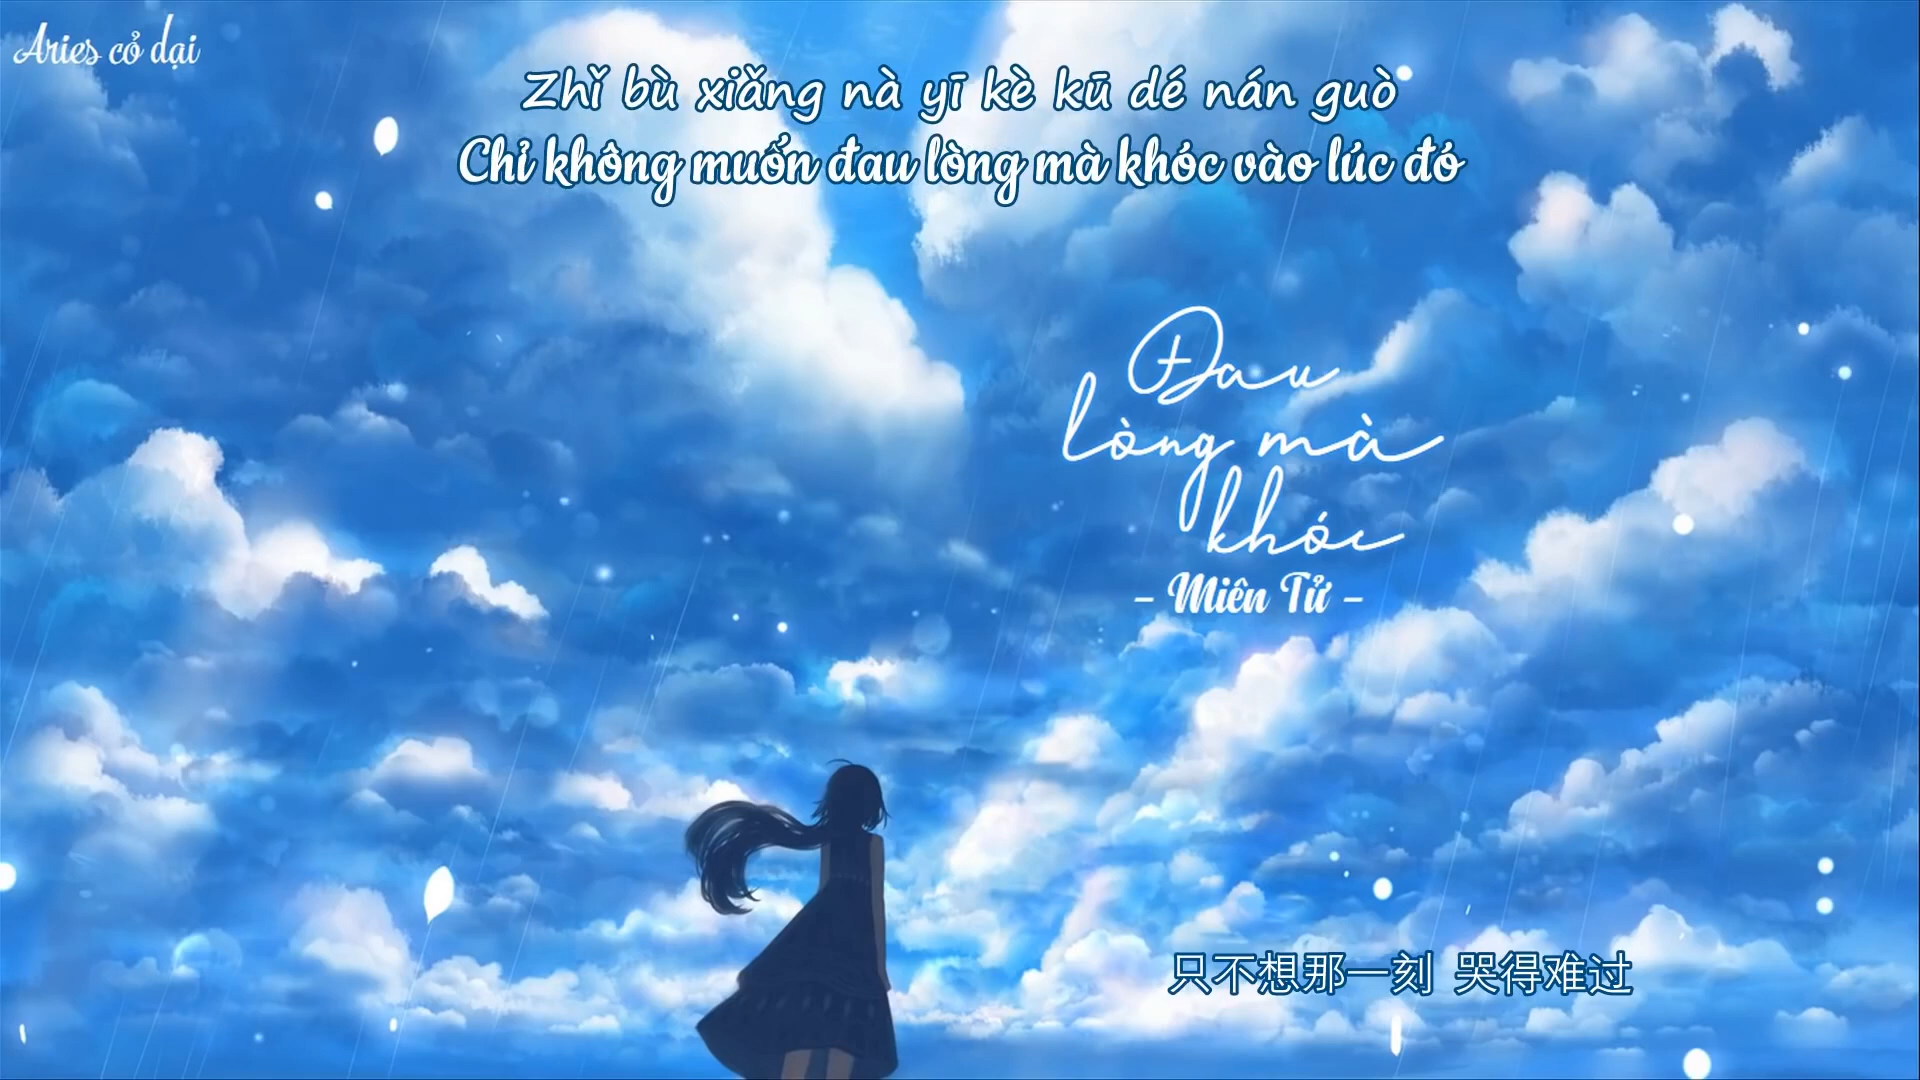 Aries cỏ dại
Zhǐ bù xiǎng nà yī kè kū dé nán guò
Chỉ không muốn đau lòng mà khóc vào lúc đó
Đau
lòng mà
khóc
- Miên Tử -
只不想那一刻 哭得难过